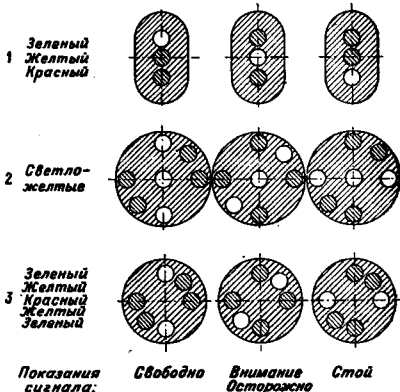 1 Зеленый
Желтый
Красный
2 Светло-
желтые
3 Зеленый
Желтый
Красный
Желтый
Зеленый
Показания сигнала:
Свободно
Внимание Осторожно
Стой